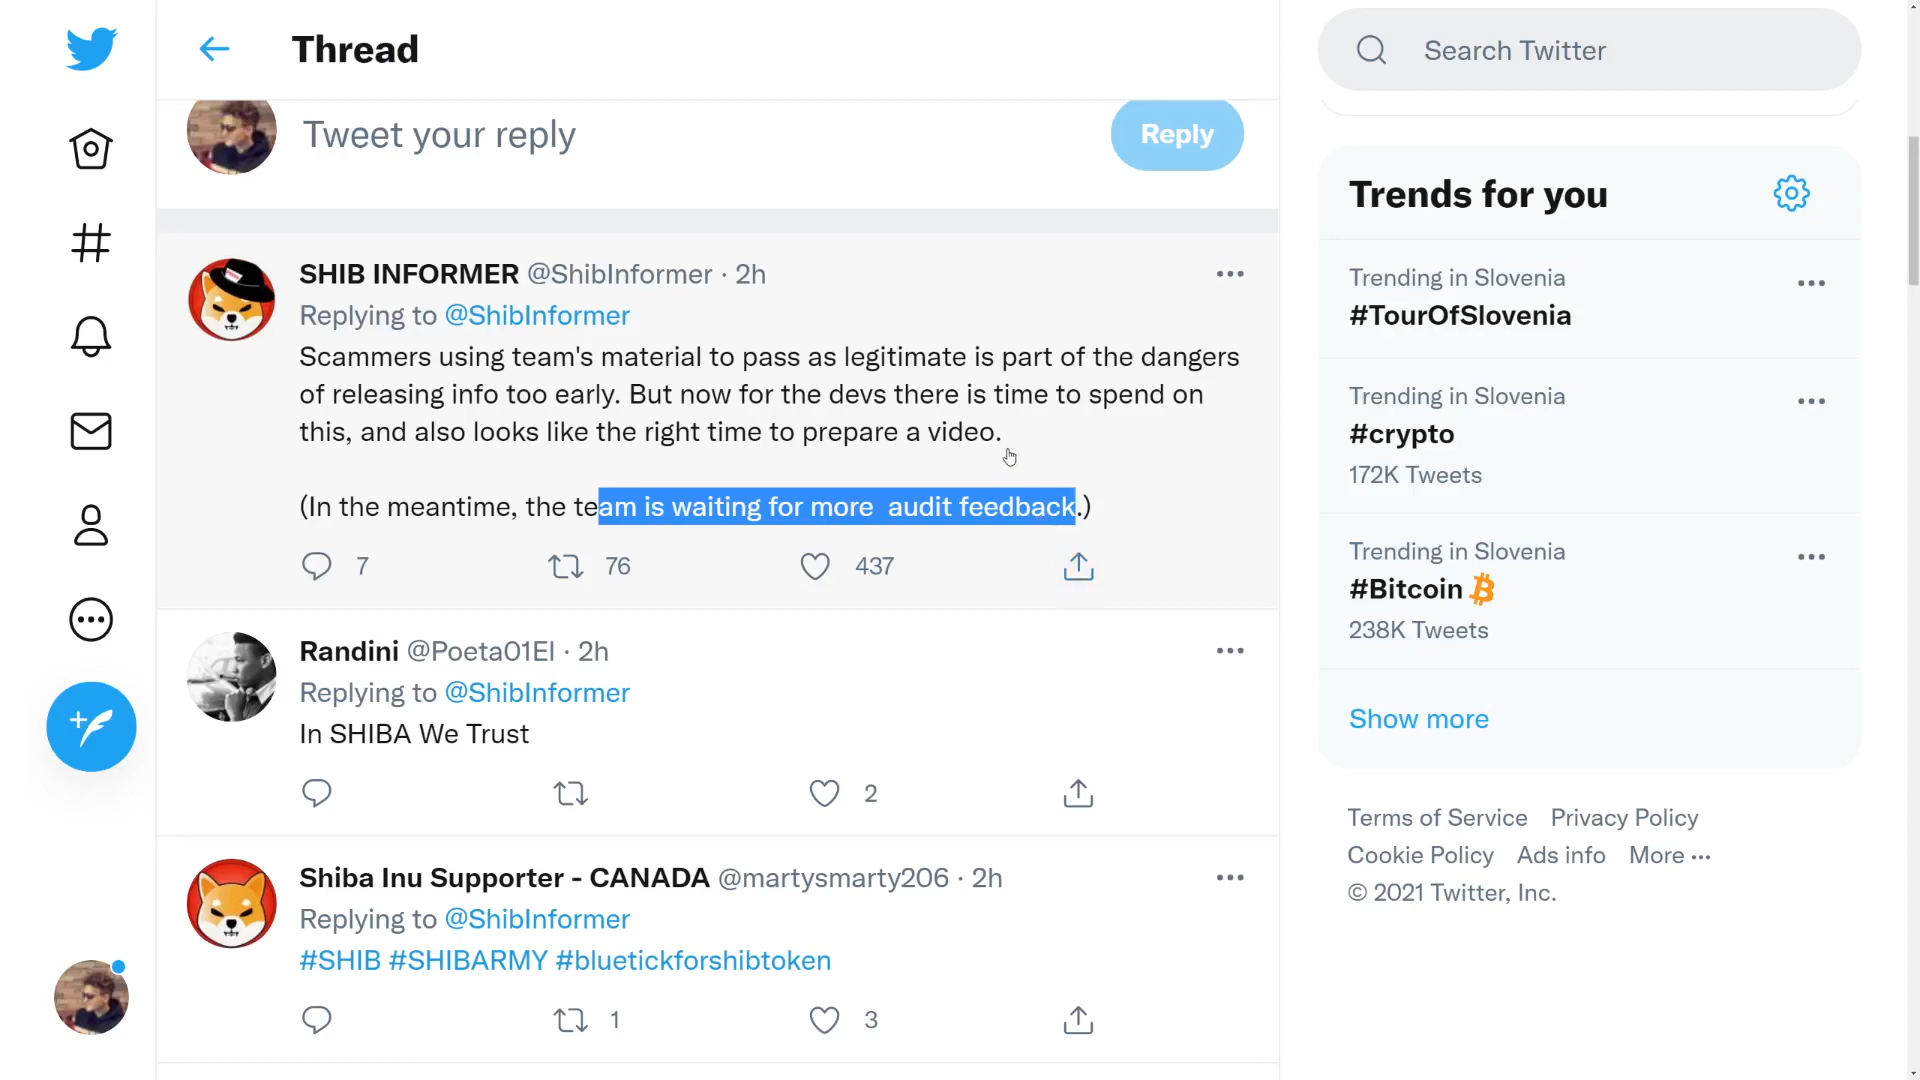 Thread
Search Twitter
Tweet your reply
Reply
Trends for you
SHIB INFORMER @ShibInformer · 2h
Replying to @ShibInformer
Scammers using team's material to pass as legitimate is part of the dangers
of releasing info too early. But now for the devs there is time to spend on
this, and also looks like the right time to prepare a video.
(In the meantime, the team is waiting for more  audit feedback.)
7 76 437
Randini @Poeta01El · 2h
Replying to @ShibInformer
In SHIBA We Trust
2
Shiba Inu Supporter - CANADA @martysmarty206 · 2h
Replying to @ShibInformer
#SHIB #SHIBARMY #bluetickforshibtoken
1 3
Trending in Slovenia
#TourOfSlovenia
Trending in Slovenia
#crypto
172K Tweets
Trending in Slovenia
#Bitcoin
238K Tweets
Show more
Terms of Service Privacy Policy
Cookie Policy Ads info More ···
© 2021 Twitter, Inc.